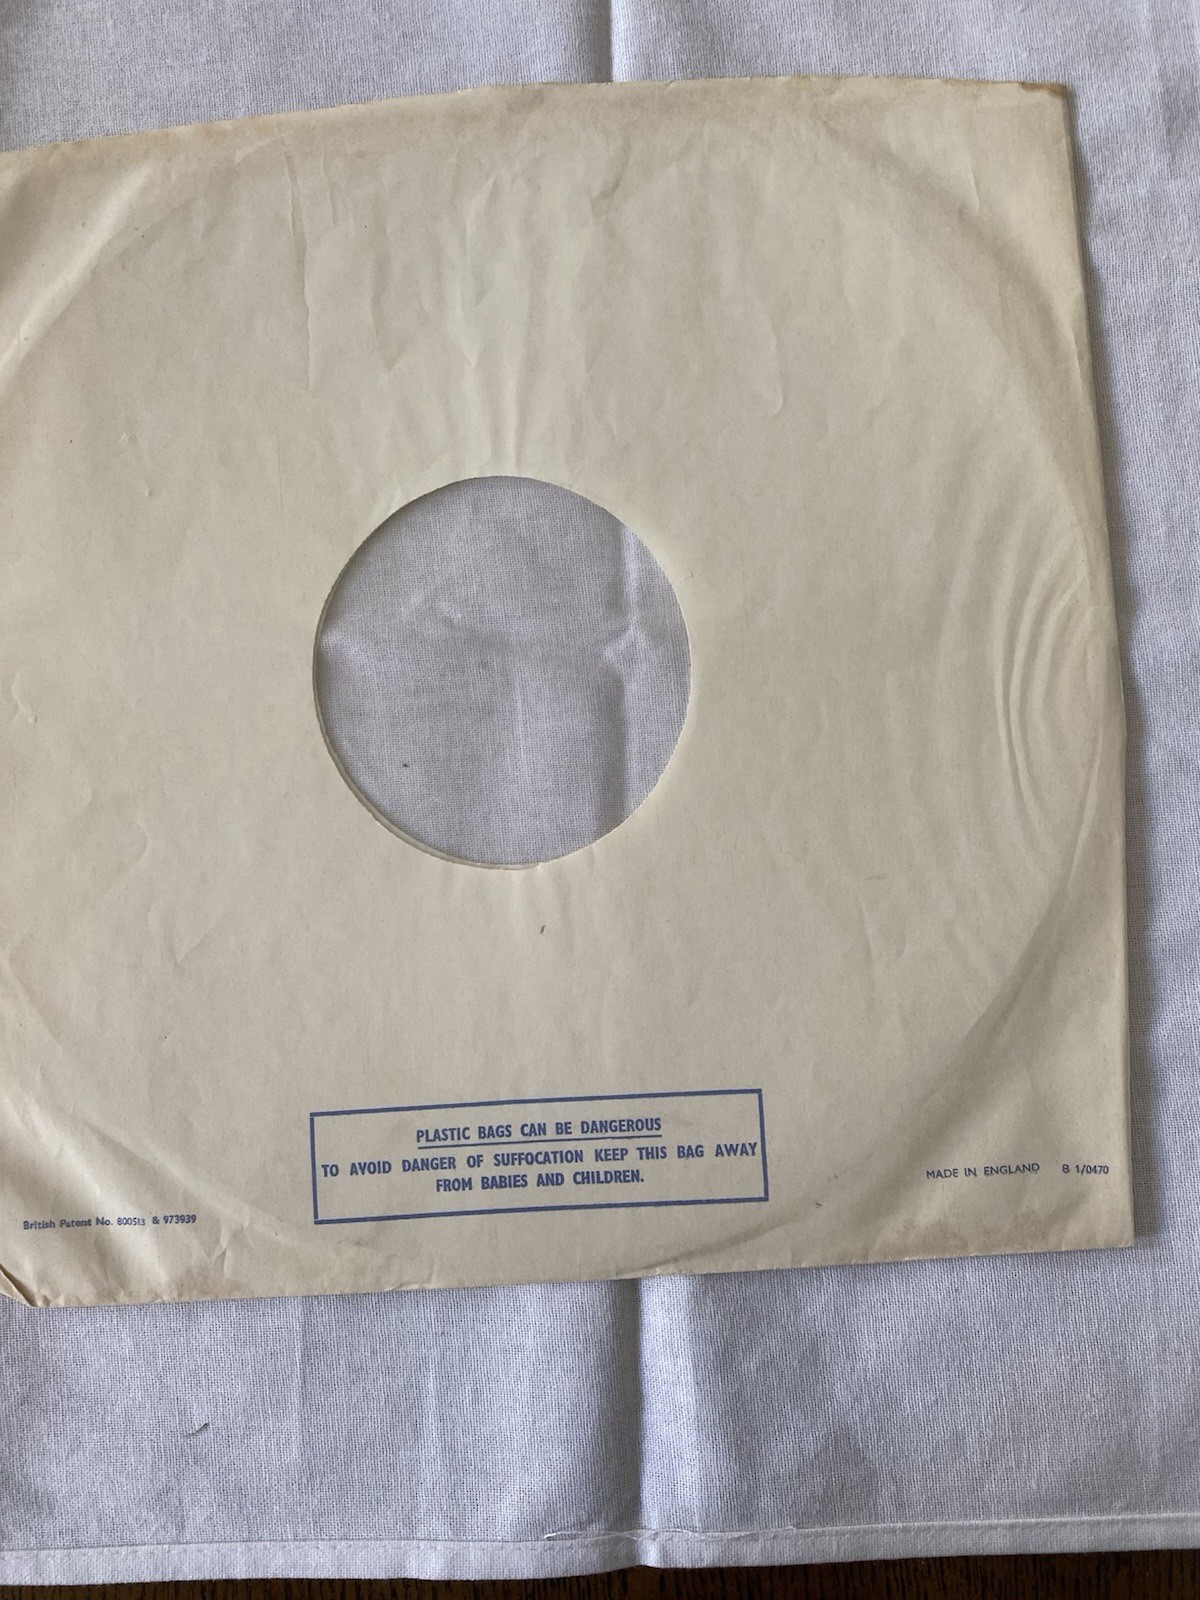 PLASTIC BAGS CAN BE DANGEROUS
TO AVOID DANGER OF SUFFOCATION KEEP THIS BAG AWAY
FROM BABIES AND CHILDREN.
MADE IN ENGLAND 8 1/0470
British Patent No. 800513 & 973939